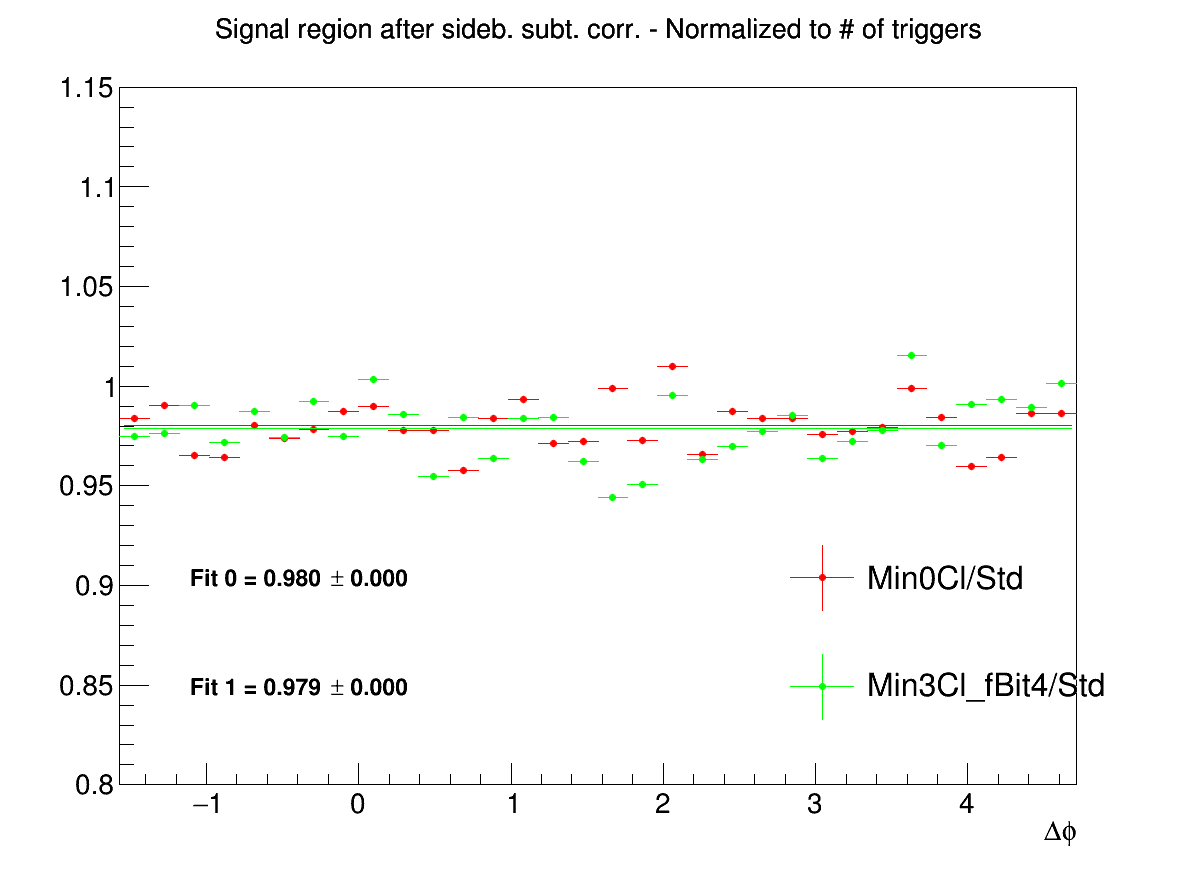 Signal region after sideb. subt. corr. - Normalized to # of triggers
1.15
1.1
1.05
1
0.95
0.9
0.85
0.8
Fit 0 = 0.980 ± 0.000
Fit 1 = 0.979 ± 0.000
Min0Cl/Std
Min3Cl_fBit4/Std
−1 0 1 2 3 4
Δϕ